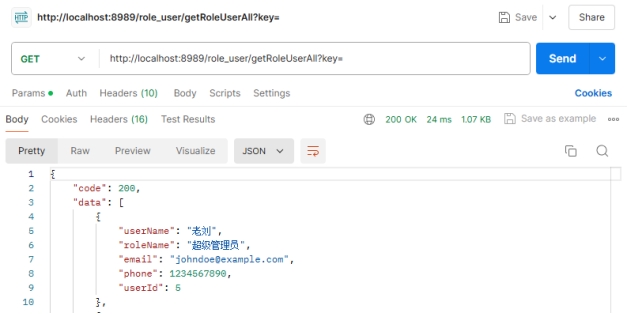 HTTP http://localhost:8989/role_user/getRoleUserAll?key= Save Share
GET http://localhost:8989/role_user/getRoleUserAll?key= Send
Params Auth Headers (10) Body Scripts Settings Cookies
Body Cookies Headers (16) Test Results 200 OK 24 ms 1.07 KB Save as example
Pretty Raw Preview Visualize JSON
1 {
2 "code": 200,
3 "data": [
4 {
5 "userName": "老刘",
6 "roleName": "超级管理员",
7 "email": "johndoe@example.com",
8 "phone": 1234567890,
9 "userId": 5
10 },